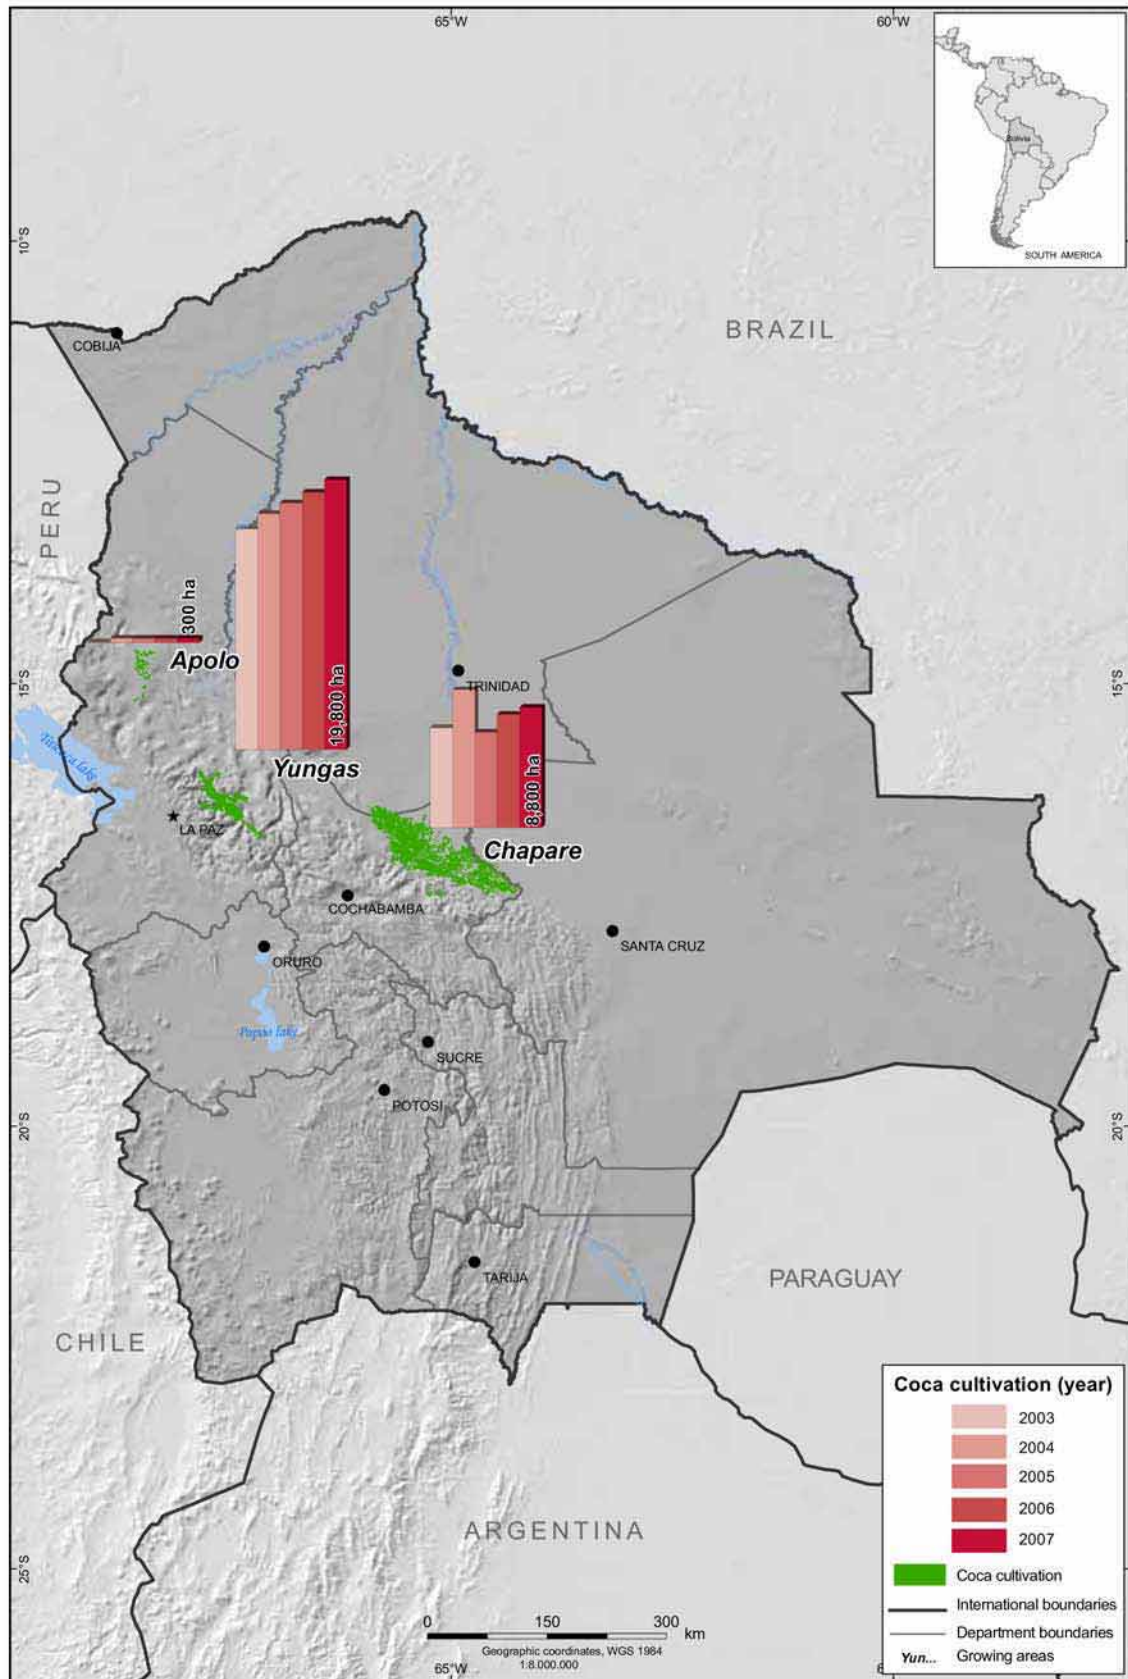 65°W
60°W
Bolivia
SOUTH AMERICA
10°S
BRAZIL
COBIJA
PERU
300 ha
Apolo
19,800 ha
Yungas
TRINIDAD
15°S
15°S
8,800 ha
Chapare
Titicaca lake
LA PAZ
COCHABAMBA
SANTA CRUZ
ORURO
Popoo lake
SUCRE
POTOSI
20°S
20°S
TARIJA
PARAGUAY
CHILE
ARGENTINA
25°S
Coca cultivation (year)
2003
2004
2005
2006
2007
Coca cultivation
International boundaries
Department boundaries
Yun... Growing areas
0 150 300 km
Geographic coordinates, WGS 1984
1:8.000.000
65°W